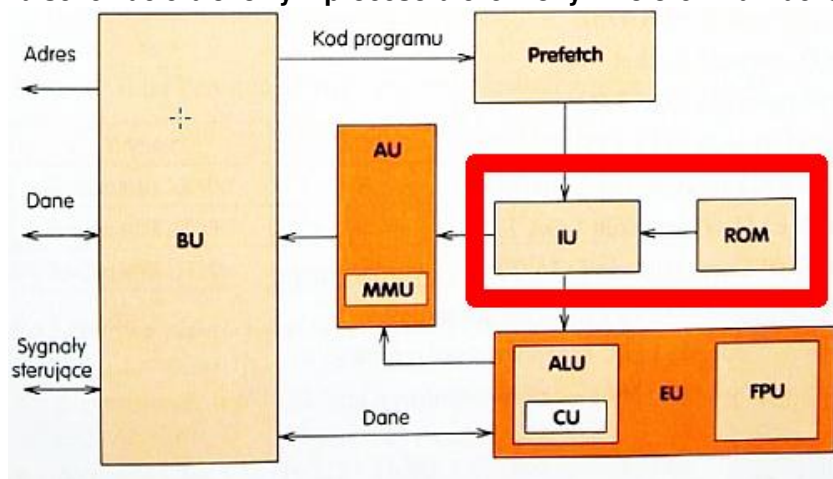 Kod programu
Prefetch
Adres
AU
Dane
BU
IU
ROM
MMU
Sygnały
sterujące
ALU
EU
FPU
CU
Dane